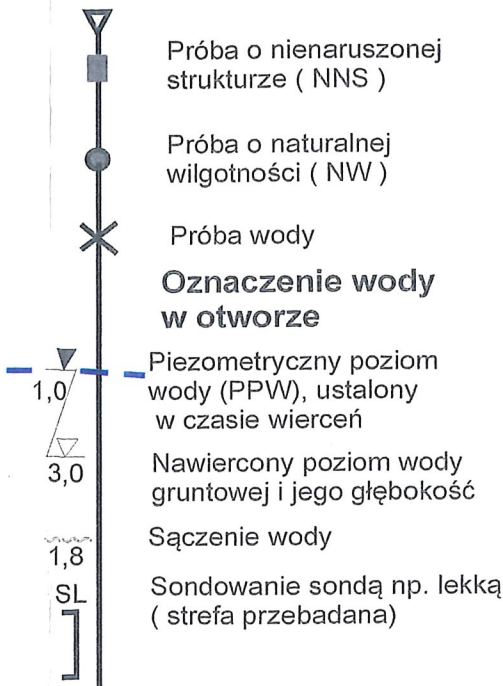 Próba o nienaruszonej
strukturze ( NNS )
Próba o naturalnej
wilgotności ( NW )
Próba wody
Oznaczenie wody
w otworze
Piezometryczny poziom
1,0 wody (PPW), ustalony
w czasie wierceń
Nawiercony poziom wody
3,0 gruntowej i jego głębokość
Sączenie wody
1,8
SL Sondowanie sondą np. lekką
( strefa przebadana)